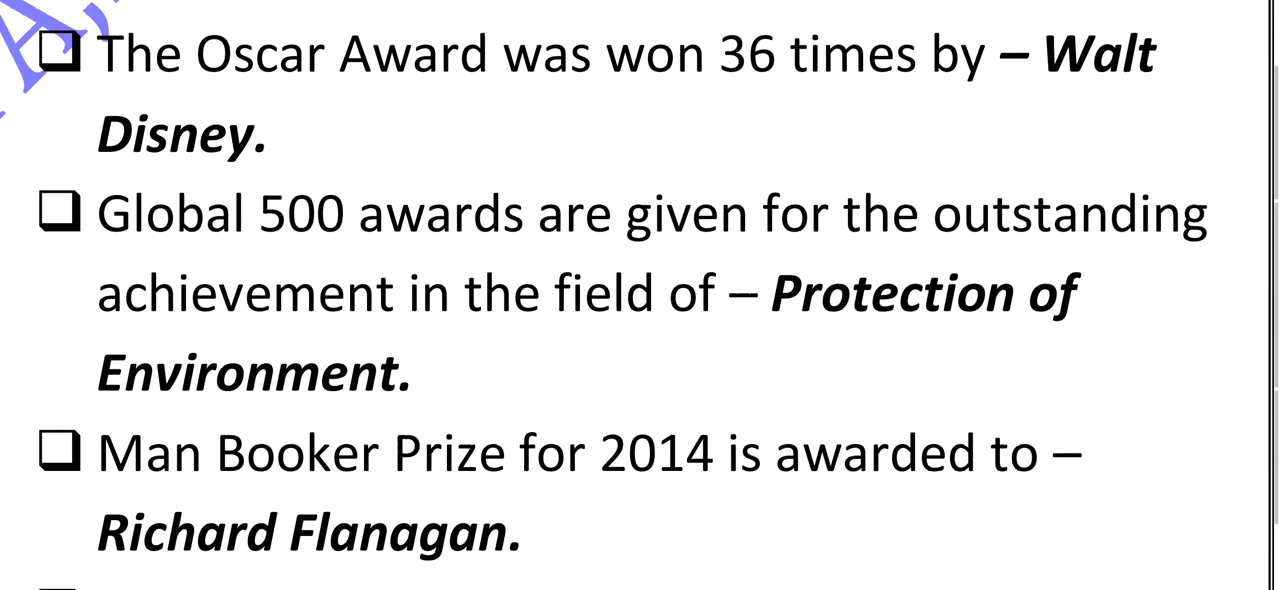 ❑ The Oscar Award was won 36 times by – Walt
Disney.
❑ Global 500 awards are given for the outstanding
achievement in the field of – Protection of
Environment.
❑ Man Booker Prize for 2014 is awarded to –
Richard Flanagan.
A,